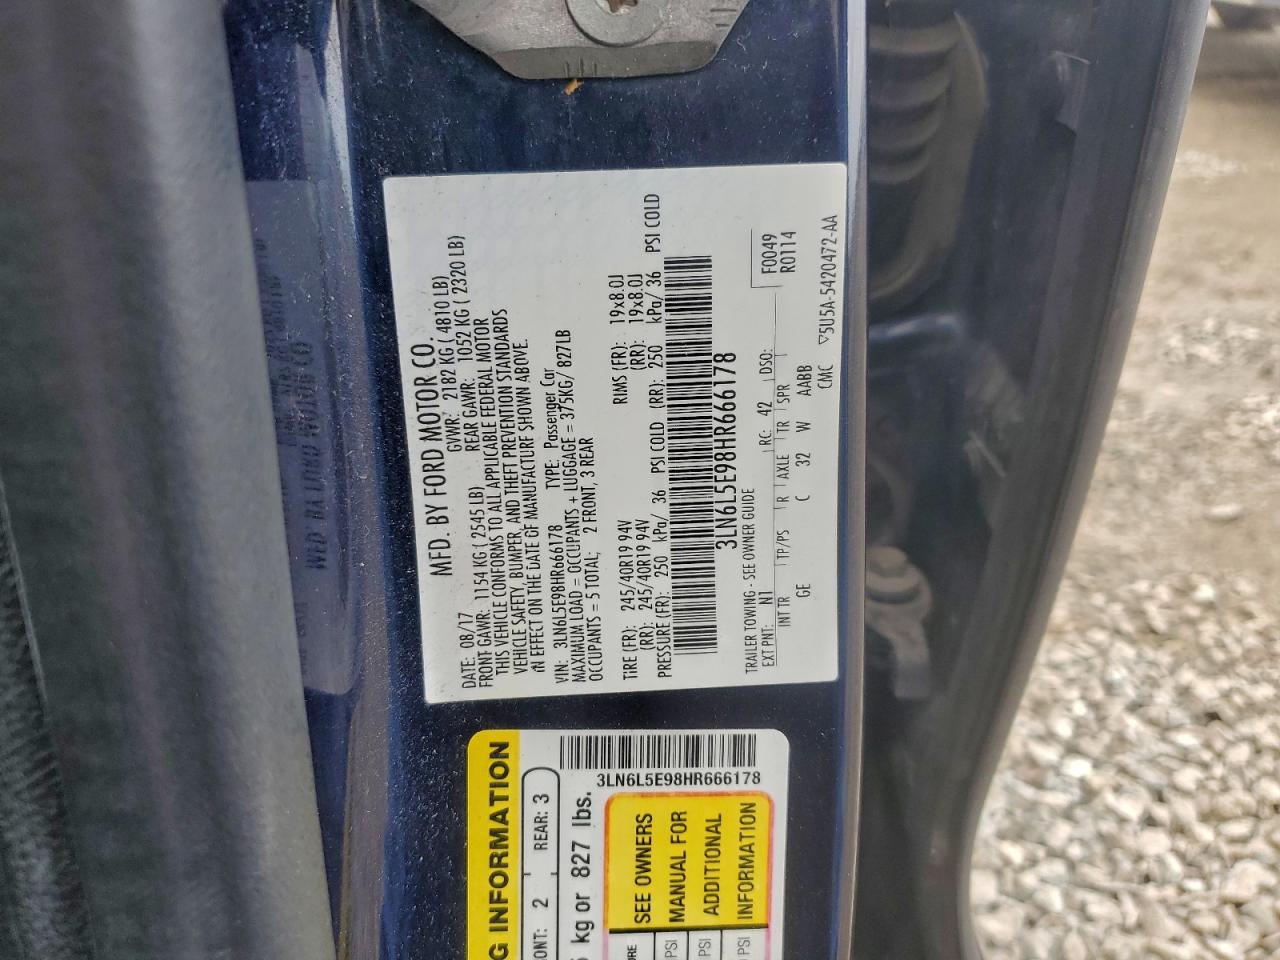 MFD. BY FORD MOTOR CO.
DATE: 08/17 GVWR: 2182 KG ( 4810 LB)
FRONT GAWR: 1154 KG ( 2545 LB) REAR GAWR: 1052 KG ( 2320 LB)
THIS VEHICLE CONFORMS TO ALL APPLICABLE FEDERAL MOTOR
VEHICLE SAFETY, BUMPER, AND THEFT PREVENTION STANDARDS
IN EFFECT ON THE DATE OF MANUFACTURE SHOWN ABOVE.
VIN: 3LN6L5E98HR666178 TYPE: Passenger Car
MAXIMUM LOAD = OCCUPANTS + LUGGAGE = 375KG/ 827LB
OCCUPANTS = 5 TOTAL; 2 FRONT, 3 REAR
TIRE (FR): 245/40R19 94V RIMS (FR): 19x8.0J
(RR): 245/40R19 94V (RR): 19x8.0J
PRESSURE (FR): 250 kPa/ 36 PSI COLD (RR): 250 kPa/ 36 PSI COLD
3LN6L5E98HR666178
TRAILER TOWING - SEE OWNER GUIDE
F0049
R0114
EXT PNT: N1 RC: 42 DSO:
INT TR TP/PS R AXLE TR SPR
GE C 32 W AABB
CMC
▽5U5A-5420472-AA
G INFORMATION
ONT: 2 REAR: 3
kg or 827 lbs.
3LN6L5E98HR666178
SEE OWNERS
MANUAL FOR
ADDITIONAL
INFORMATION
PSI
PSI
PSI